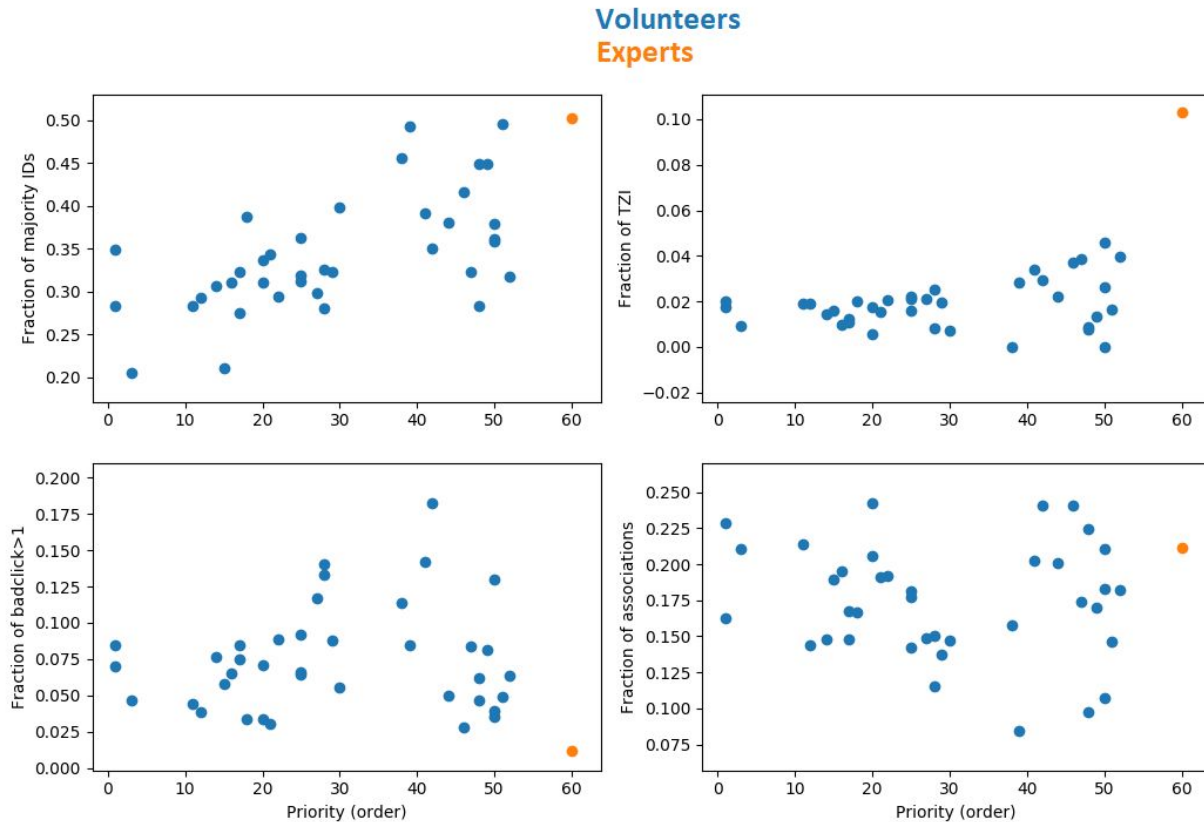 Volunteers
Experts
Fraction of majority IDs
0.50
0.45
0.40
0.35
0.30
0.25
0.20
0 10 20 30 40 50 60
Fraction of TZI
0.10
0.08
0.06
0.04
0.02
0.00
−0.02
0 10 20 30 40 50 60
Fraction of badclick>1
0.200
0.175
0.150
0.125
0.100
0.075
0.050
0.025
0.000
0 10 20 30 40 50 60
Priority (order)
Fraction of associations
0.250
0.225
0.200
0.175
0.150
0.125
0.100
0.075
0 10 20 30 40 50 60
Priority (order)